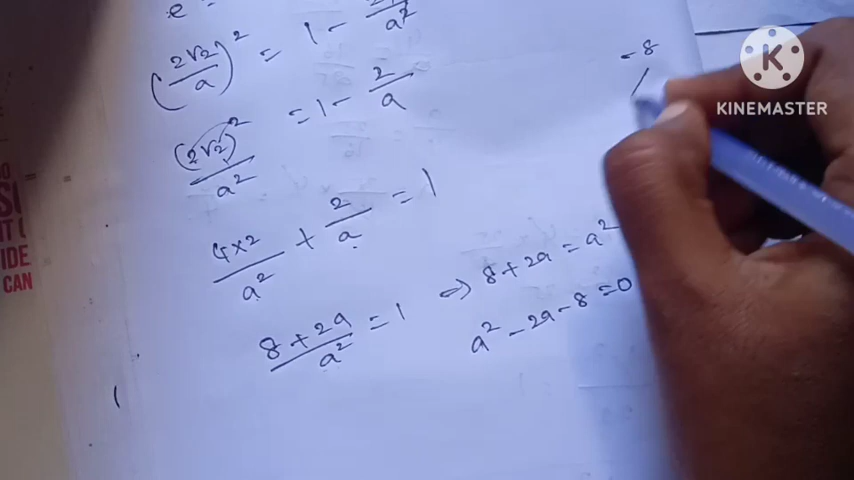 (2√2/a)² = 1 - 2/a
(2√2)²/a² = 1 - 2/a
4×2/a² + 2/a = 1
8+2a/a² = 1 => 8+2a = a²
a² - 2a - 8 = 0
-8
KINEMASTER